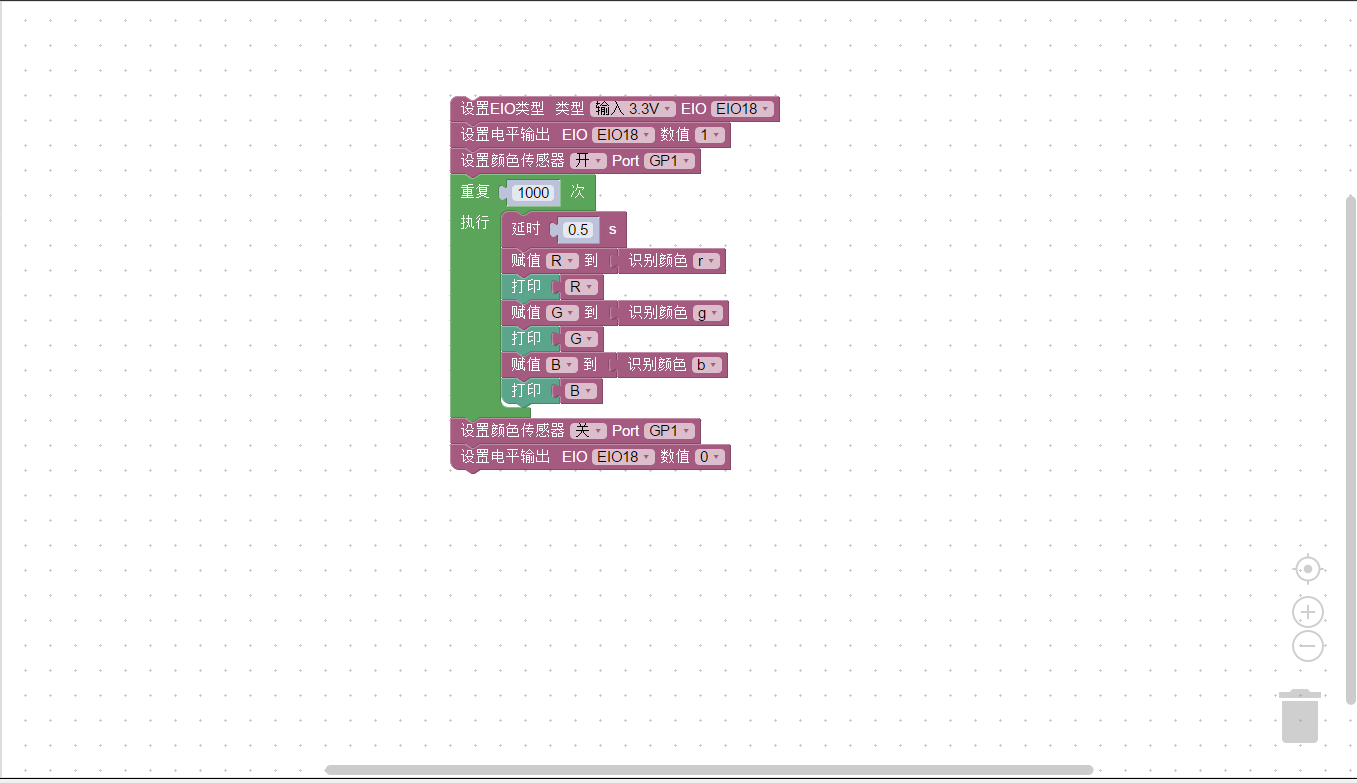 设置EIO类型 类型 输入 3.3V EIO EIO18
设置电平输出 EIO EIO18 数值 1
设置颜色传感器 开 Port GP1
重复 1000 次
执行
延时 0.5 s
赋值 R 到 识别颜色 r
打印 R
赋值 G 到 识别颜色 g
打印 G
赋值 B 到 识别颜色 b
打印 B
设置颜色传感器 关 Port GP1
设置电平输出 EIO EIO18 数值 0